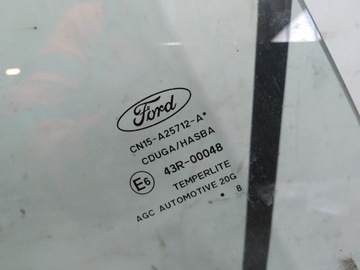 Ford
CN15-A25712-A*
CDUGA/HASBA
E6 43R-00048
TEMPERLITE
AGC AUTOMOTIVE 20G
• 8